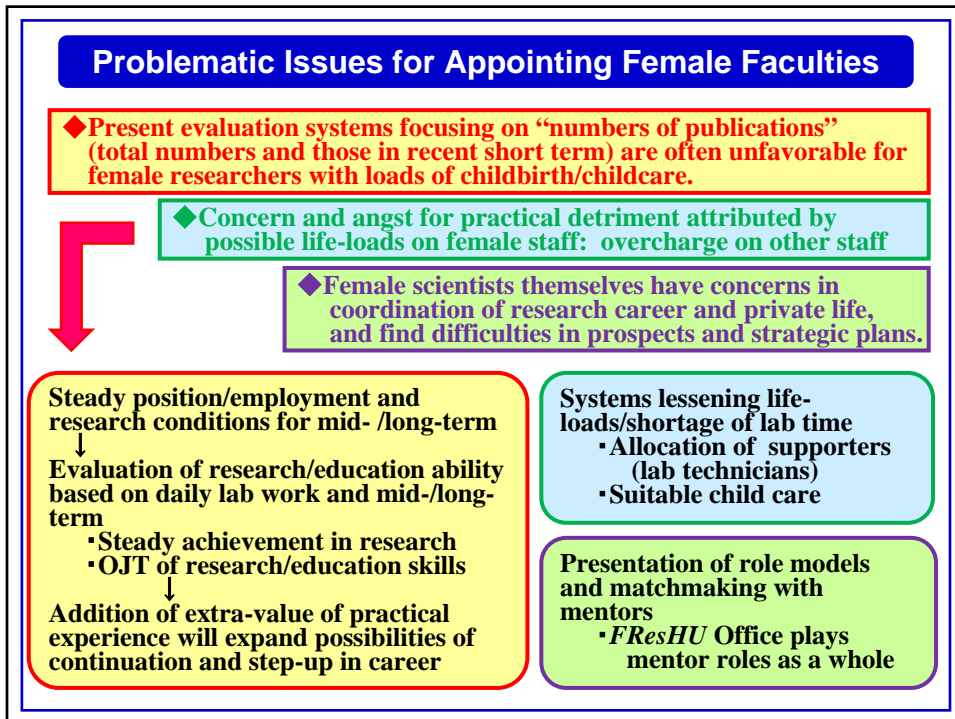 Problematic Issues for Appointing Female Faculties
◆Present evaluation systems focusing on “numbers of publications”
(total numbers and those in recent short term) are often unfavorable for
female researchers with loads of childbirth/childcare.
◆Concern and angst for practical detriment attributed by
possible life-loads on female staff: overcharge on other staff
◆Female scientists themselves have concerns in
coordination of research career and private life,
and find difficulties in prospects and strategic plans.
Steady position/employment and
research conditions for mid- /long-term
↓
Evaluation of research/education ability
based on daily lab work and mid-/long-
term
・Steady achievement in research
・OJT of research/education skills
↓
Addition of extra-value of practical
experience will expand possibilities of
continuation and step-up in career
Systems lessening life-
loads/shortage of lab time
・Allocation of supporters
(lab technicians)
・Suitable child care
Presentation of role models
and matchmaking with
mentors
・FResHU Office plays
mentor roles as a whole